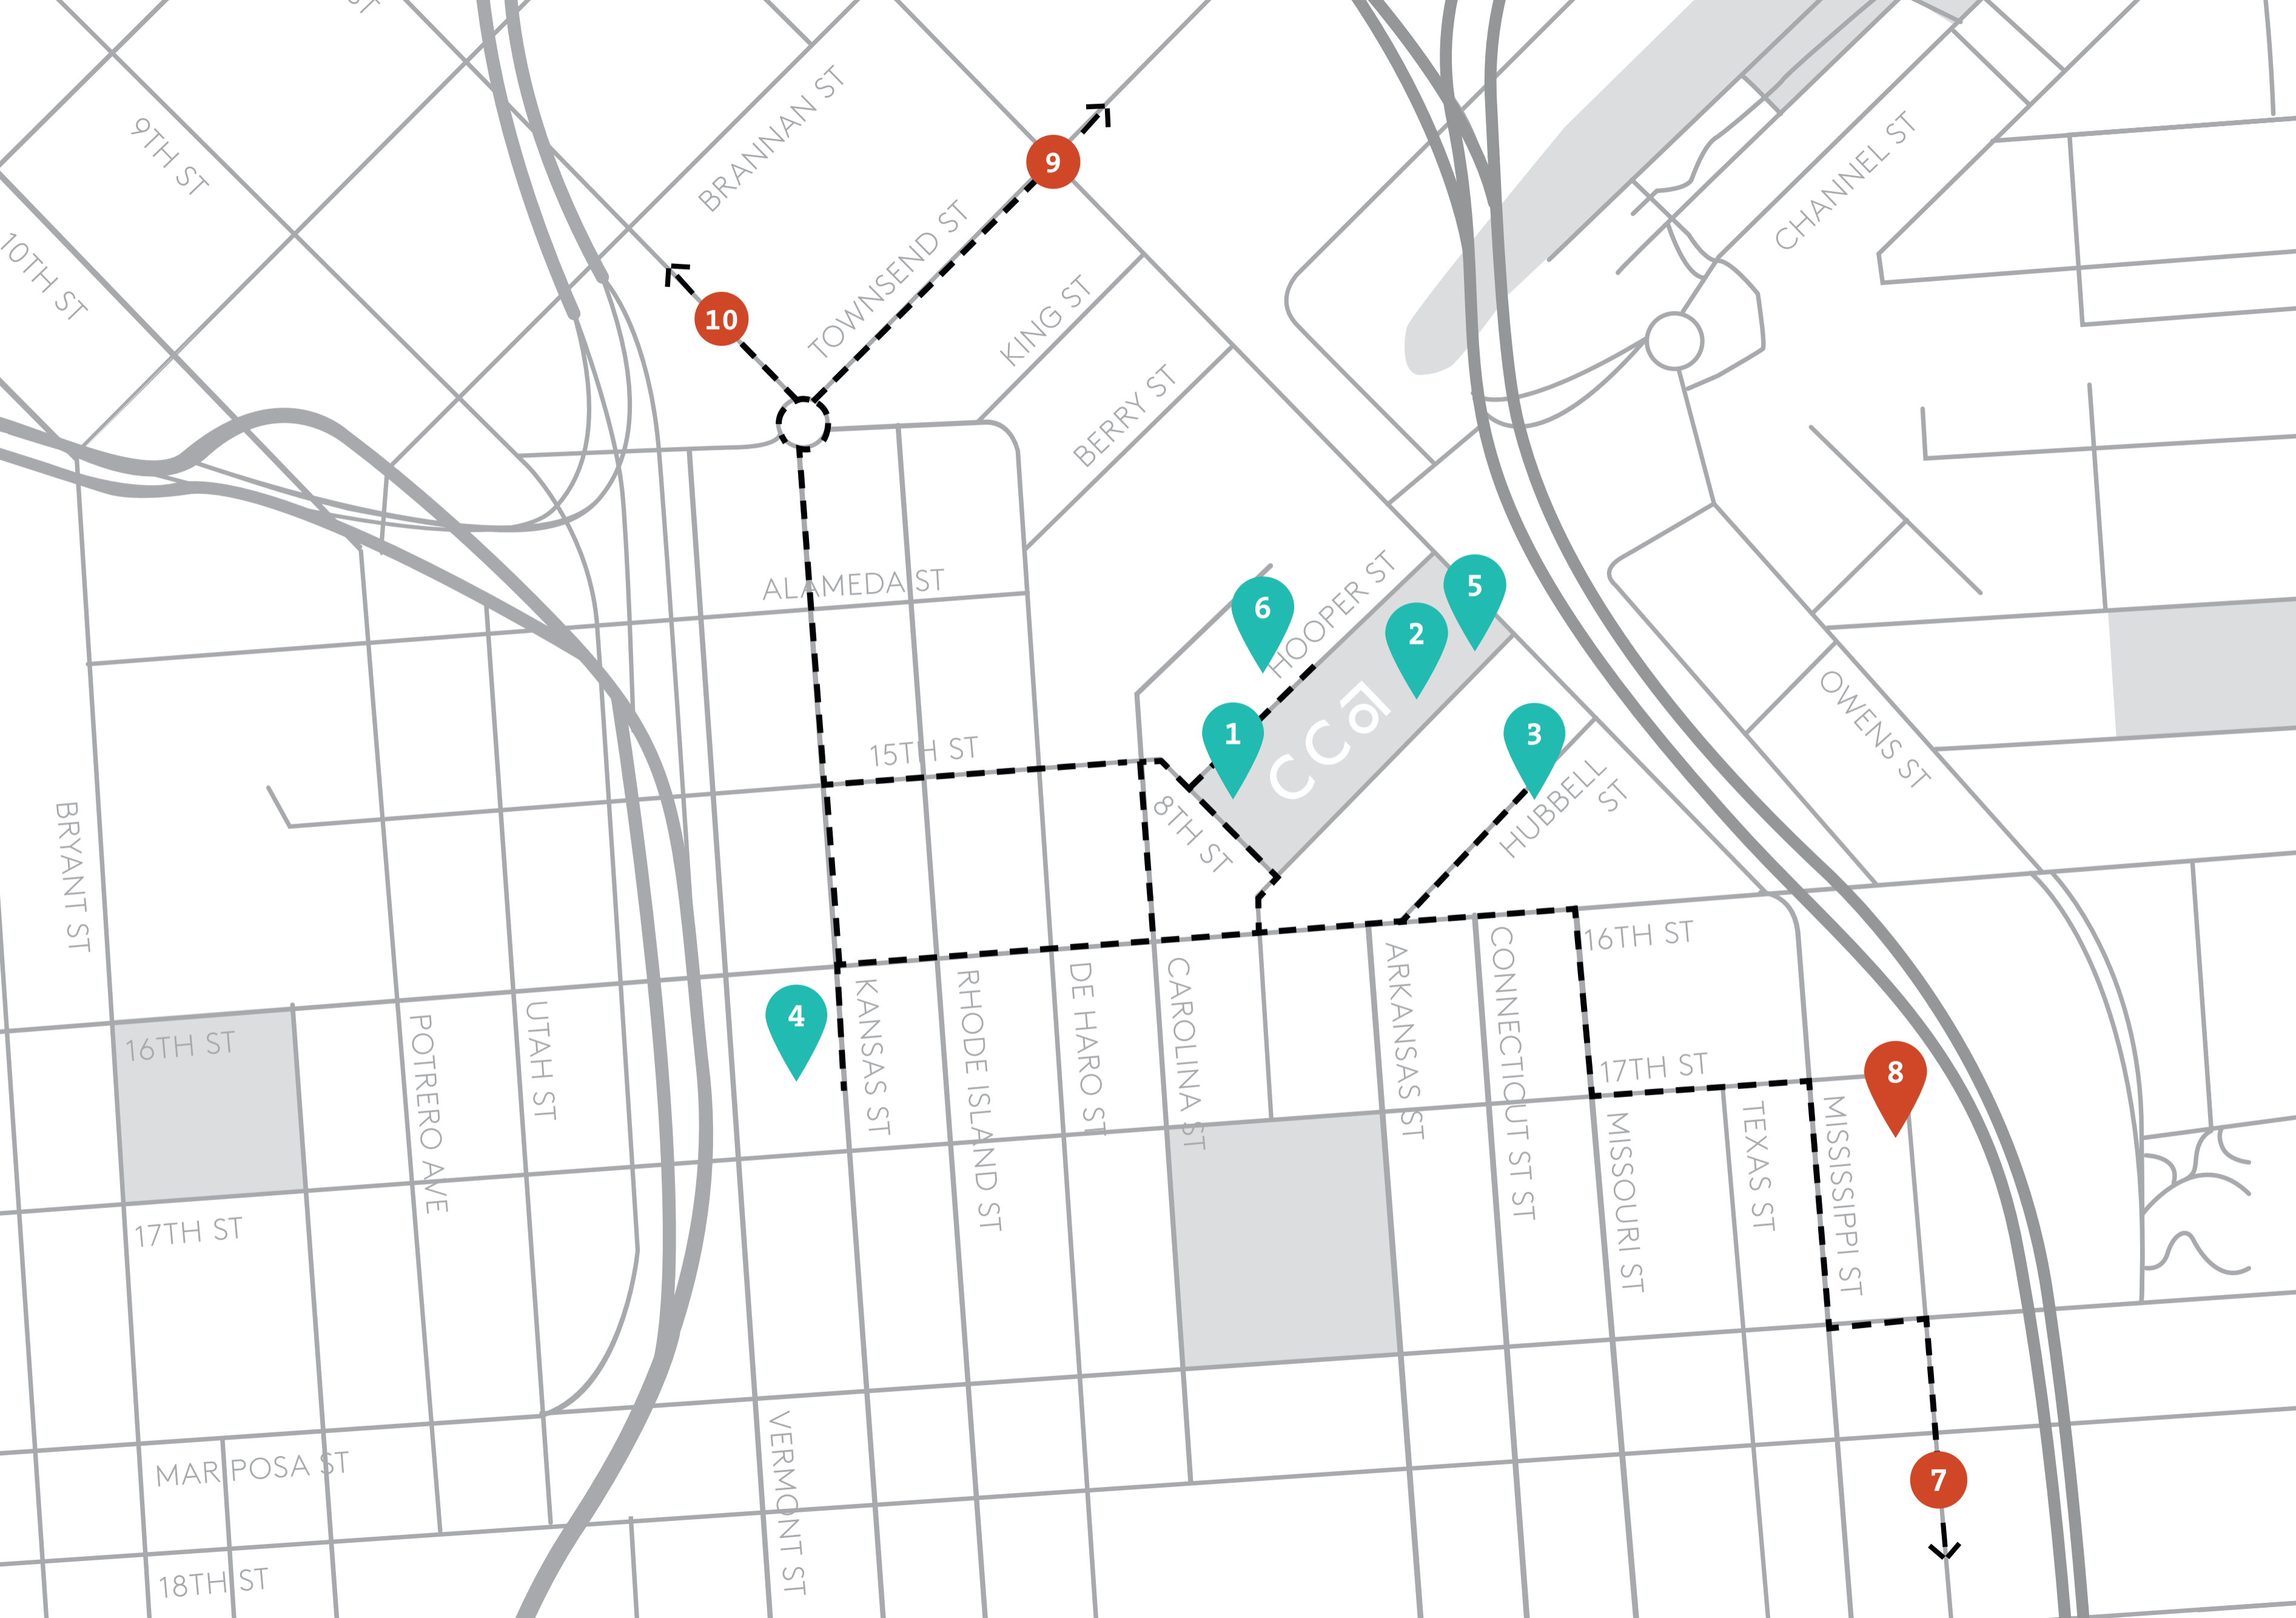 ST
9TH ST
BRANNAN ST
9
CHANNEL ST
10TH ST
10
TOWNSEND ST
KING ST
BERRY ST
ALAMEDA ST
HOOPER ST
5
6
2
15TH ST
1
CCA
3
8TH ST
HUBBELL
ST
OWENS ST
BRYANT ST
16TH ST
16TH ST
4
KANSAS ST
RHODE ISLAND ST
DE HARO ST
CAROLINA ST
ARKANSAS ST
CONNECTICUT ST
17TH ST
8
POTRERO AVE
UTAH ST
MISSOURI ST
TEXAS ST
MISSISSIPPI ST
17TH ST
MARIPOSA ST
VERMONT ST
7
18TH ST